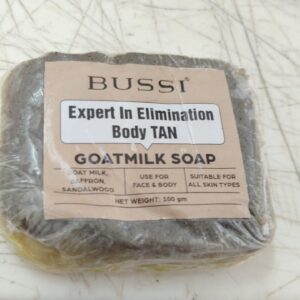 BUSSI
Expert In Elimination
Body TAN
GOATMILK SOAP
GOAT MILK,
SAFFRON,
SANDALWOOD
USE FOR
FACE & BODY
SUITABLE FOR
ALL SKIN TYPES
NET WEIGHT: 100 gm